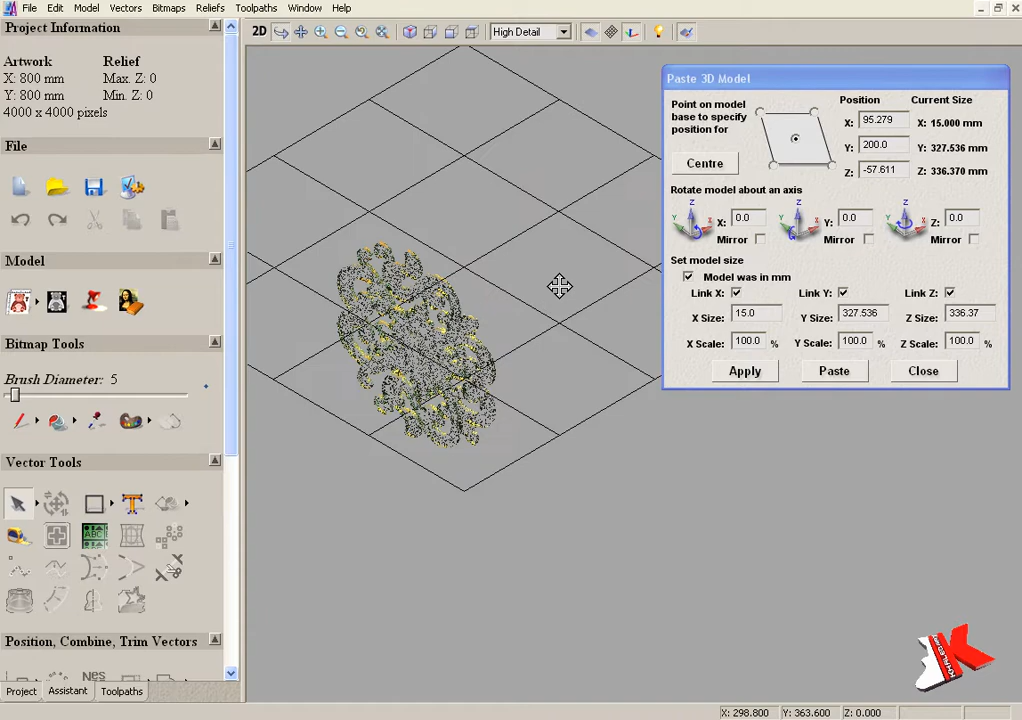 File Edit Model Vectors Bitmaps Reliefs Toolpaths Window Help
Project Information
Artwork Relief
X: 800 mm Max. Z: 0
Y: 800 mm Min. Z: 0
4000 x 4000 pixels
File
Model
Bitmap Tools
Brush Diameter: 5
Vector Tools
ABC
Position, Combine, Trim Vectors
Nes
Project Assistant Toolpaths
2D High Detail
Paste 3D Model
Point on model
base to specify
position for
Centre
Position Current Size
X: 95.279 X: 15.000 mm
Y: 200.0 Y: 327.536 mm
Z: -57.611 Z: 336.370 mm
Rotate model about an axis
X: 0.0 Y: 0.0 Z: 0.0
Mirror Mirror Mirror
Set model size
Model was in mm
Link X: Link Y: Link Z:
X Size: 15.0 Y Size: 327.536 Z Size: 336.37
X Scale: 100.0 % Y Scale: 100.0 % Z Scale: 100.0 %
Apply Paste Close
X: 298.800 Y: 363.600 Z: 0.000